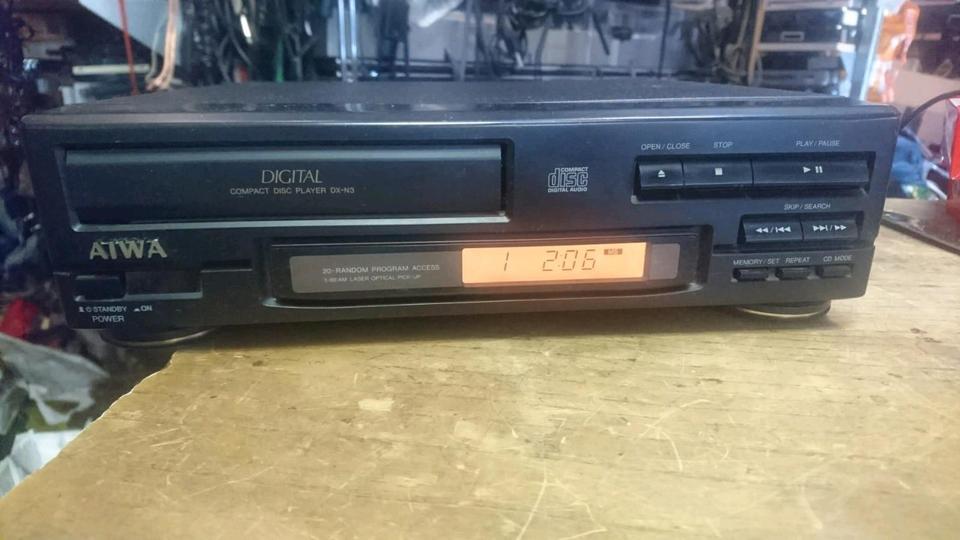 OPEN / CLOSE STOP PLAY / PAUSE
DIGITAL
COMPACT DISC PLAYER DX-N3
COMPACT
disc
DIGITAL AUDIO
SKIP / SEARCH
AIWA
20-RANDOM PROGRAM ACCESS
3-BEAM LASER OPTICAL PICK-UP
1 2:06
MEMORY / SET REPEAT CD MODE
STANDBY ON
POWER